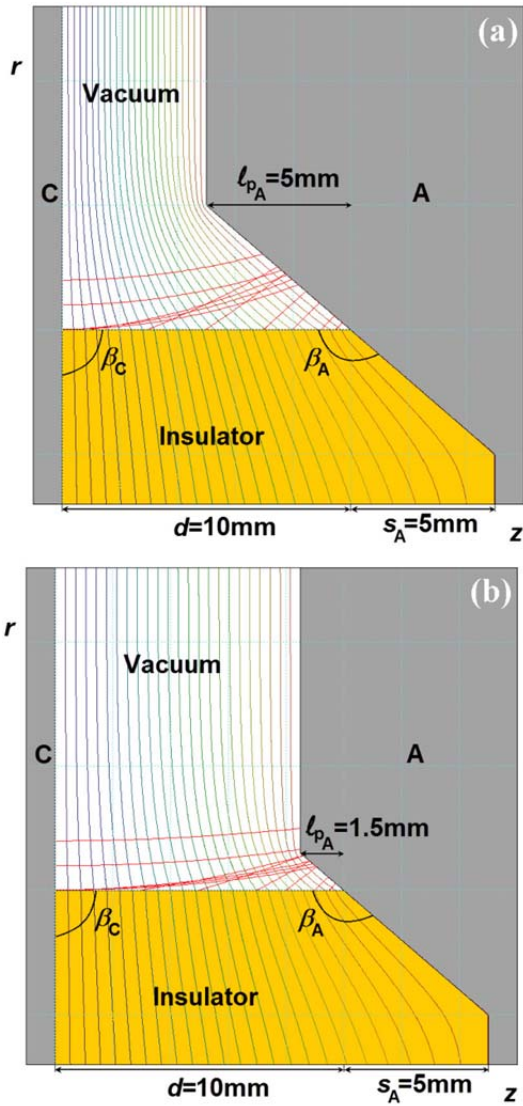 (a)
r
Vacuum
C
ℓpA=5mm
A
βC
βA
Insulator
d=10mm
sA=5mm
z
(b)
r
Vacuum
C
A
ℓpA=1.5mm
βC
βA
Insulator
d=10mm
sA=5mm
z